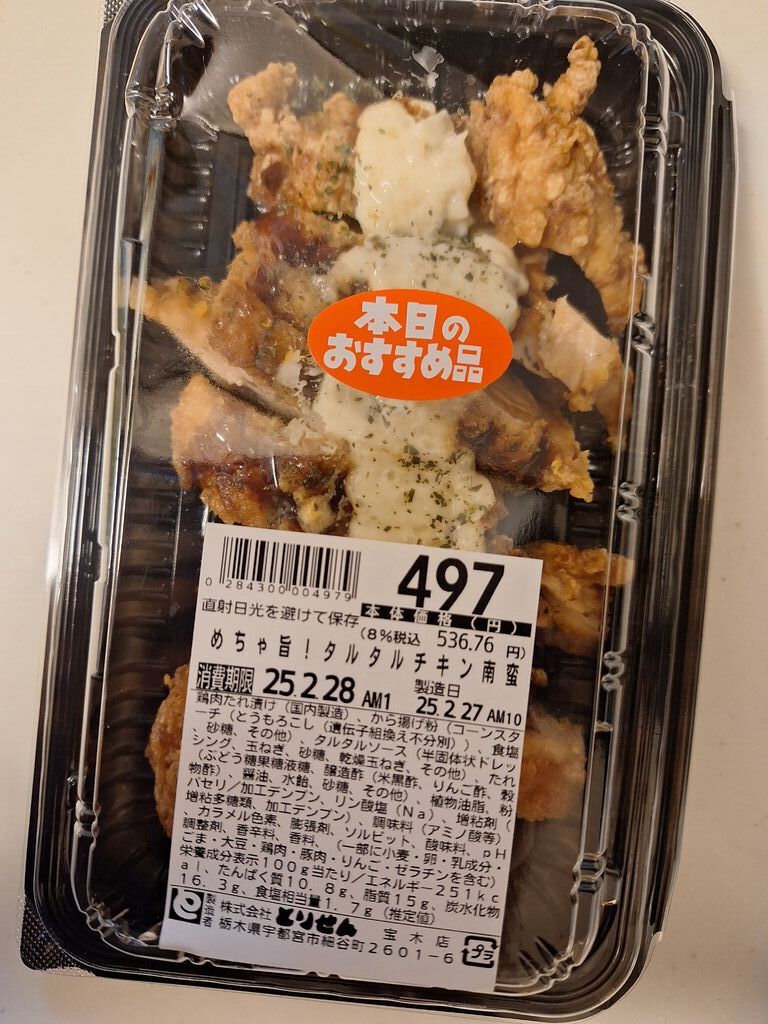 本日の
おすすめ品
0 284300 004979
497
直射日光を避けて保存
本体価格(円)
(8%税込 536.76 円)
めちゃ旨!タルタルチキン南蛮
消費期限 25.2.28 AM1
製造日
25.2.27 AM10
鶏肉たれ漬け(国内製造)、から揚げ粉(コーンスタ
ーチ(とうもろこし(遺伝子組換え不分別))、食塩
、砂糖、その他)、タルタルソース(半固体状ドレッ
シング、玉ねぎ、砂糖、乾燥玉ねぎ、その他)、たれ
(ぶどう糖果糖液糖、醸造酢(米黒酢、りんご酢、穀
物酢)、醤油、水飴、砂糖、その他)、植物油脂、粉
パセリ/加工デンプン、リン酸塩(Na)、増粘剤(
増粘多糖類、加工デンプン)、調味料(アミノ酸等)
、カラメル色素、膨張剤、ソルビット、酸味料、pH
調整剤、香辛料、香料、(一部に小麦・卵・乳成分・
ごま・大豆・鶏肉・豚肉・りんご・ゼラチンを含む)
栄養成分表示100g当たり/エネルギー251kc
al、たんぱく質10.8g、脂質15g、炭水化物
16.3g、食塩相当量1.7g(推定値)
製造者 株式会社 とりせん 宝木店
栃木県宇都宮市細谷町2601-6
プラ